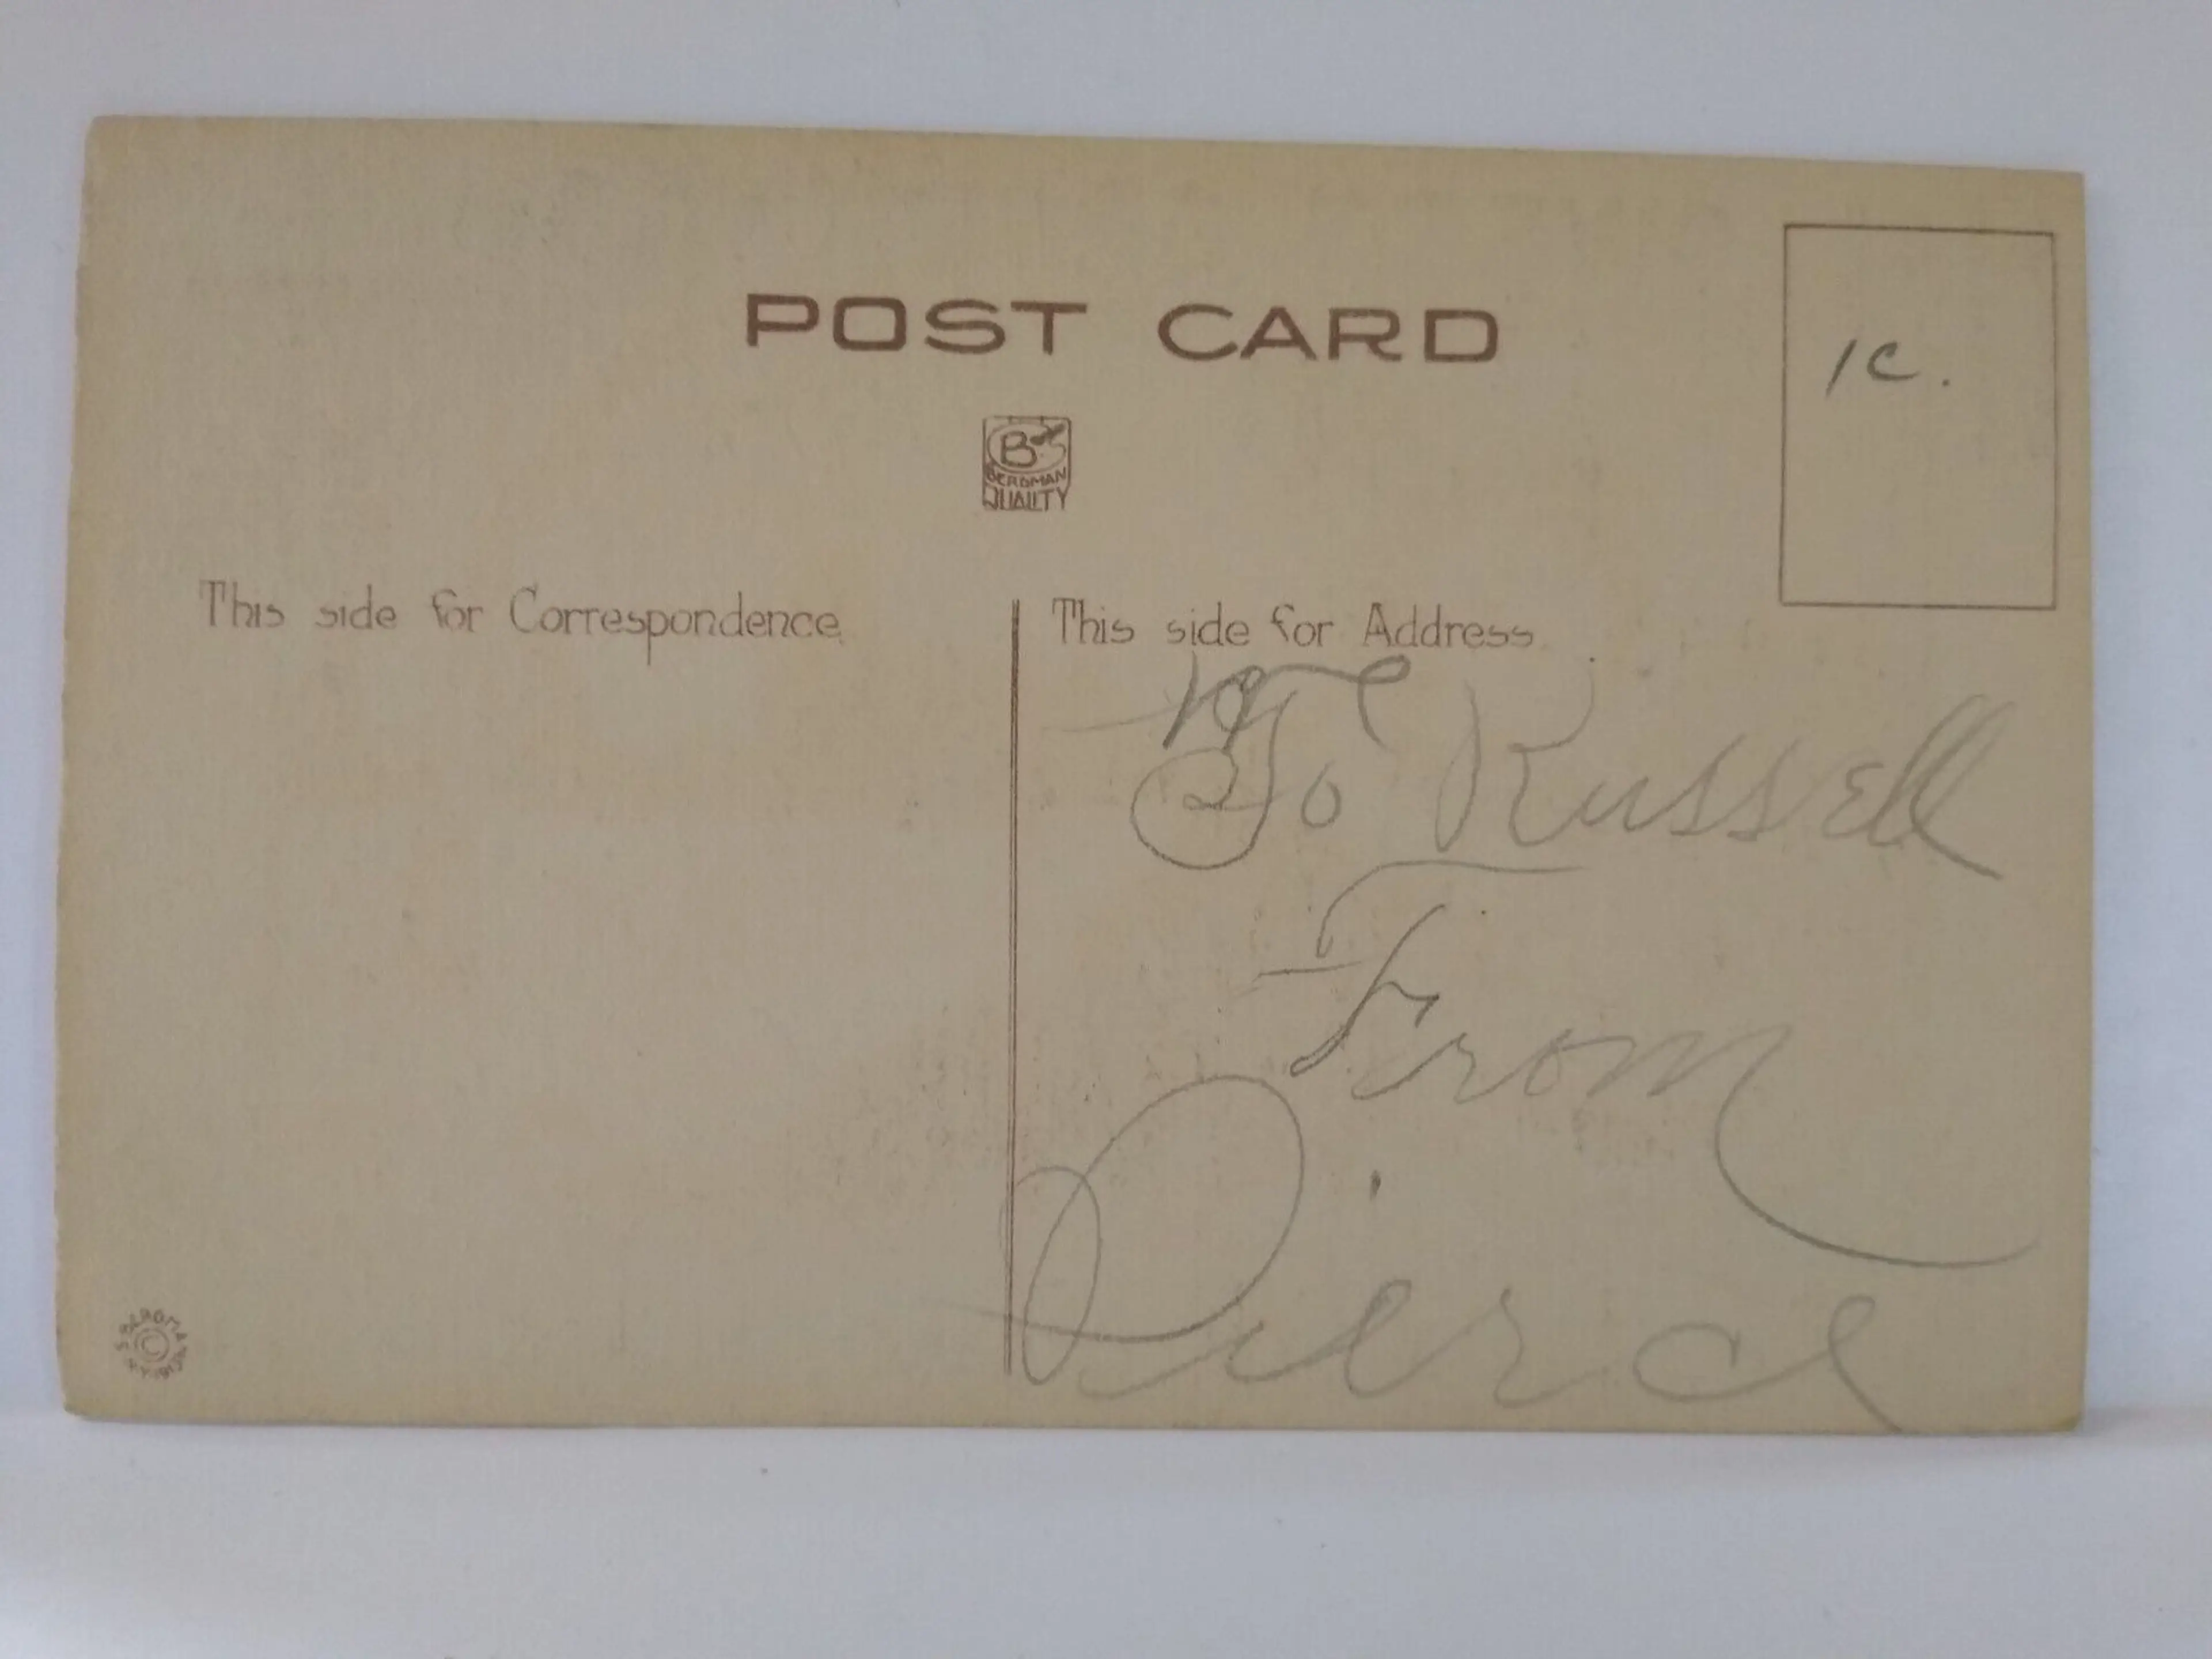 POST CARD
1c.
B
BERGMAN
QUALITY
This side for Correspondence
This side for Address
To Russell
From
Pierce